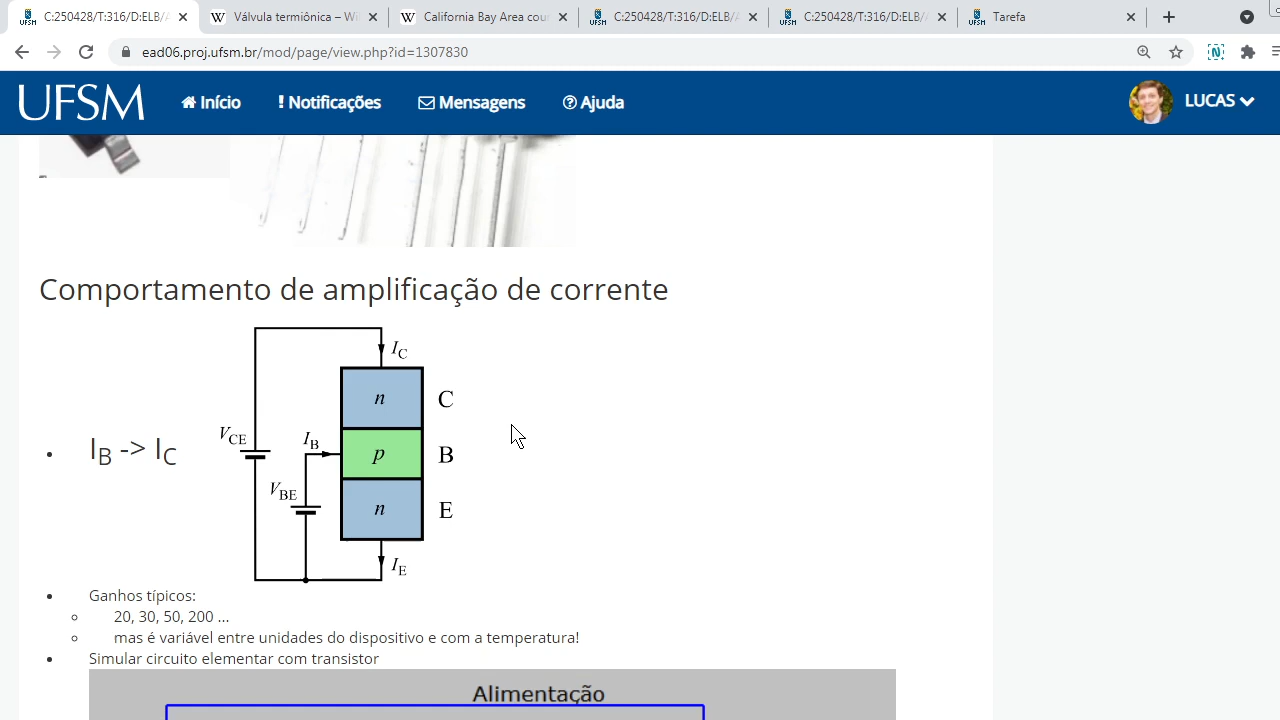 C:250428/T:316/D:ELB/
Válvula termiônica – Wi
California Bay Area cou
C:250428/T:316/D:ELB/
C:250428/T:316/D:ELB/
Tarefa
ead06.proj.ufsm.br/mod/page/view.php?id=1307830
UFSM Início ! Notificações Mensagens ? Ajuda LUCAS
Comportamento de amplificação de corrente
IC
n C
IB -> IC
VCE
IB
p B
VBE
n E
IE
Ganhos típicos:
20, 30, 50, 200 ...
mas é variável entre unidades do dispositivo e com a temperatura!
Simular circuito elementar com transistor
Alimentação